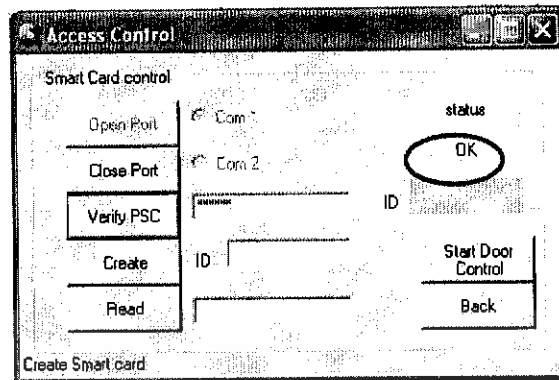 Access Control
Smart Card control
Open Port
Com 1
status
Close Port
Com 2
OK
Verify PSC
******
ID
Create
ID
Start Door
Control
Read
Back
Create Smart card